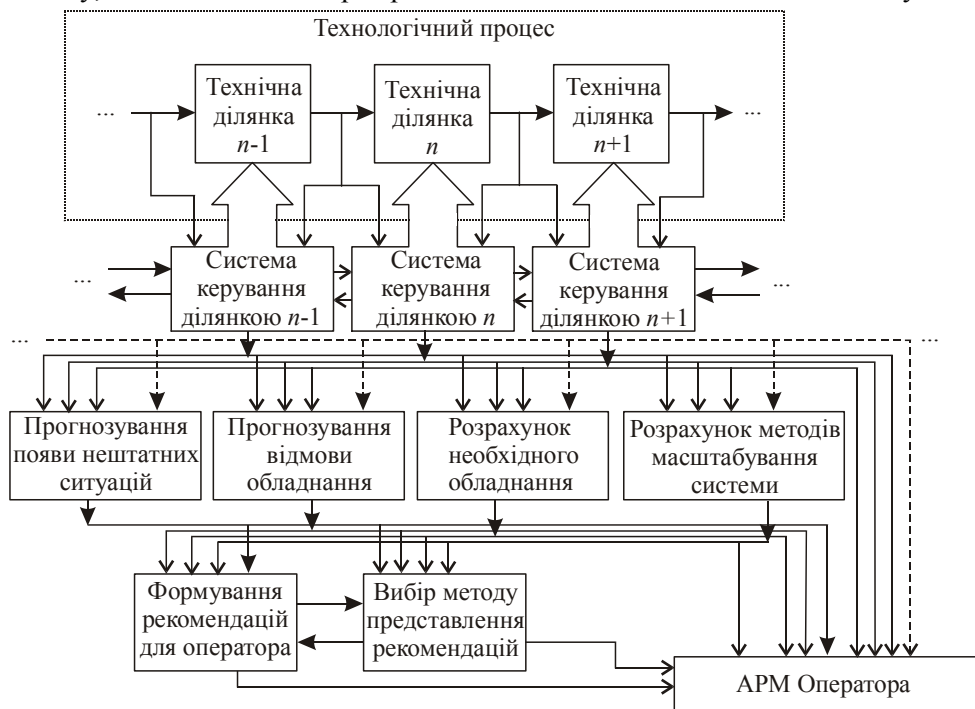 Технологічний процес
Технічна
ділянка
n-1
Технічна
ділянка
n
Технічна
ділянка
n+1
...
...
Система
керування
ділянкою n-1
Система
керування
ділянкою n
Система
керування
ділянкою n+1
...
...
...
...
Прогнозування
появи нештатних
ситуацій
Прогнозування
відмови
обладнання
Розрахунок
необхідного
обладнання
Розрахунок методів
масштабування
системи
Формування
рекомендацій
для оператора
Вибір методу
представлення
рекомендацій
АРМ Оператора